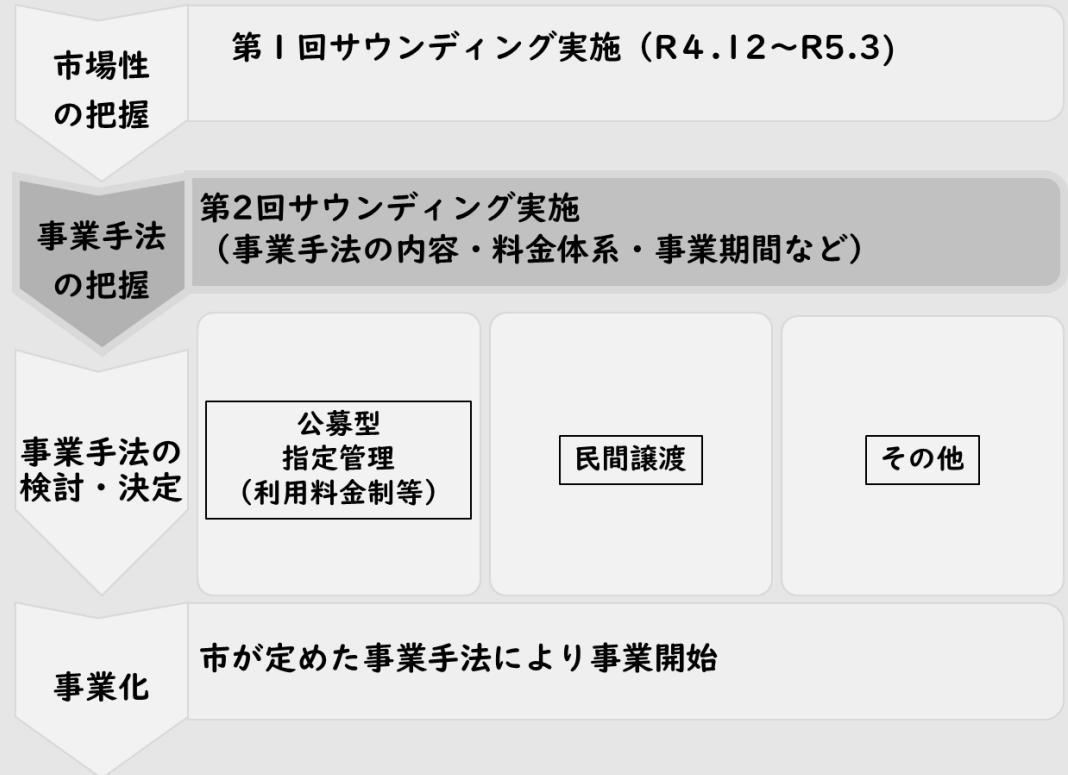 市場性
の把握
第1回サウンディング実施（R4.12～R5.3)
事業手法
の把握
第2回サウンディング実施
（事業手法の内容・料金体系・事業期間など）
事業手法の
検討・決定
公募型
指定管理
（利用料金制等）
民間譲渡
その他
事業化
市が定めた事業手法により事業開始